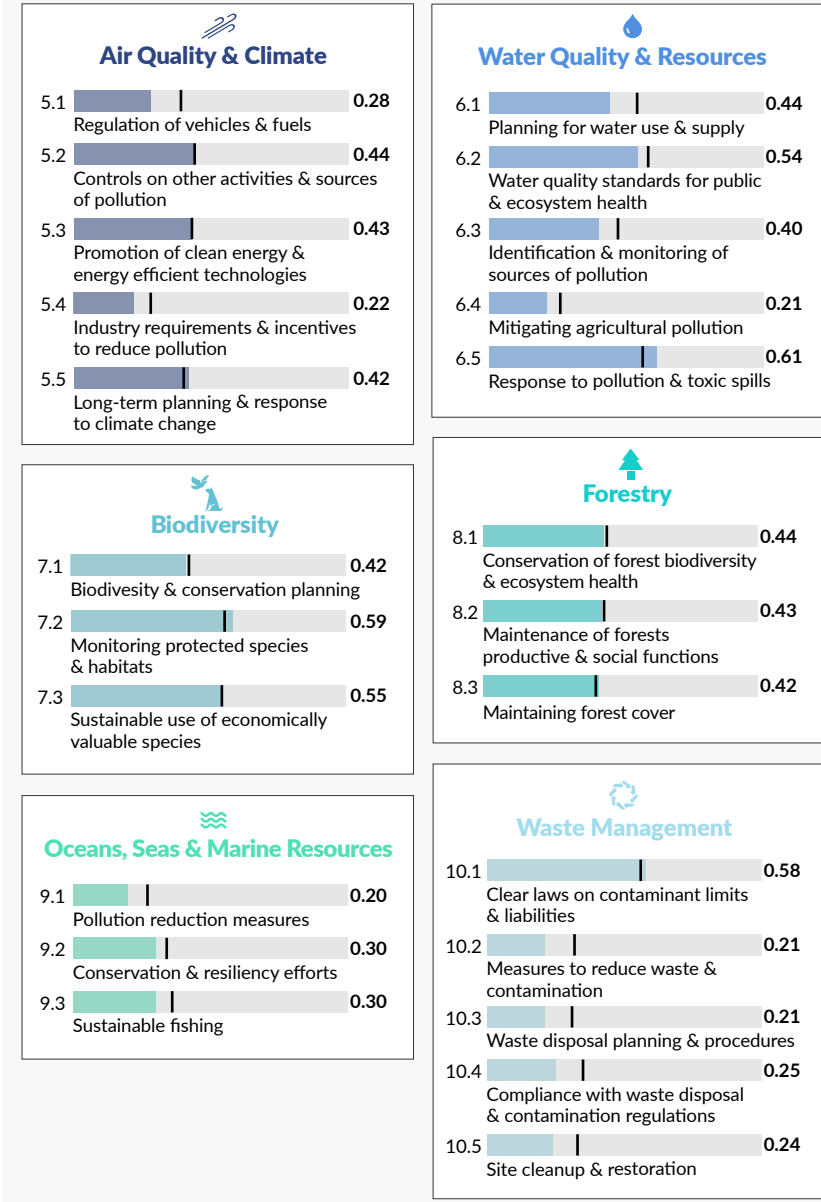 Air Quality & Climate
5.1 0.28
Regulation of vehicles & fuels
5.2 0.44
Controls on other activities & sources
of pollution
5.3 0.43
Promotion of clean energy &
energy efficient technologies
5.4 0.22
Industry requirements & incentives
to reduce pollution
5.5 0.42
Long-term planning & response
to climate change
Water Quality & Resources
6.1 0.44
Planning for water use & supply
6.2 0.54
Water quality standards for public
& ecosystem health
6.3 0.40
Identification & monitoring of
sources of pollution
6.4 0.21
Mitigating agricultural pollution
6.5 0.61
Response to pollution & toxic spills
Biodiversity
7.1 0.42
Biodivesity & conservation planning
7.2 0.59
Monitoring protected species
& habitats
7.3 0.55
Sustainable use of economically
valuable species
Forestry
8.1 0.44
Conservation of forest biodiversity
& ecosystem health
8.2 0.43
Maintenance of forests
productive & social functions
8.3 0.42
Maintaining forest cover
Oceans, Seas & Marine Resources
9.1 0.20
Pollution reduction measures
9.2 0.30
Conservation & resiliency efforts
9.3 0.30
Sustainable fishing
Waste Management
10.1 0.58
Clear laws on contaminant limits
& liabilities
10.2 0.21
Measures to reduce waste &
contamination
10.3 0.21
Waste disposal planning & procedures
10.4 0.25
Compliance with waste disposal
& contamination regulations
10.5 0.24
Site cleanup & restoration